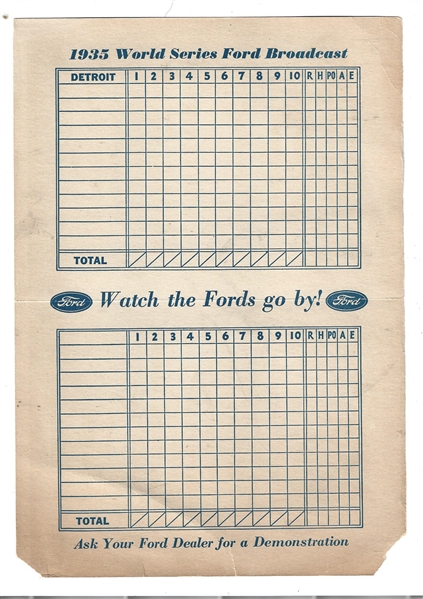 1935 World Series Ford Broadcast
DETROIT 1 2 3 4 5 6 7 8 9 10 R H PO A E
TOTAL
Ford Watch the Fords go by! Ford
1 2 3 4 5 6 7 8 9 10 R H PO A E
TOTAL
Ask Your Ford Dealer for a Demonstration